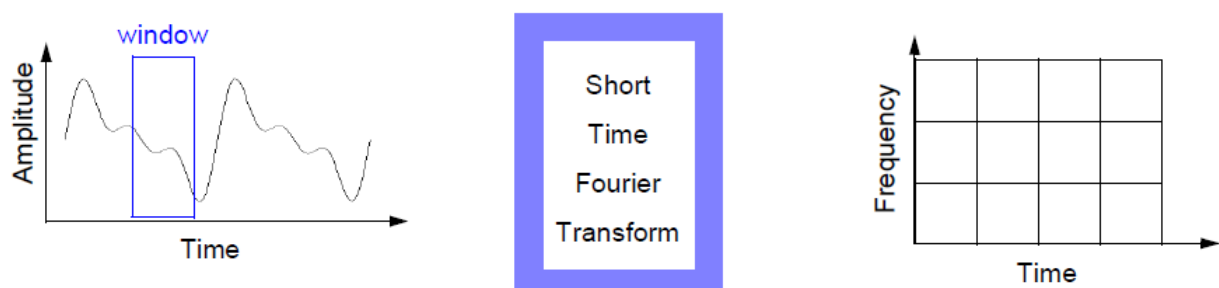 window
Amplitude
Time
Short
Time
Fourier
Transform
Frequency
Time